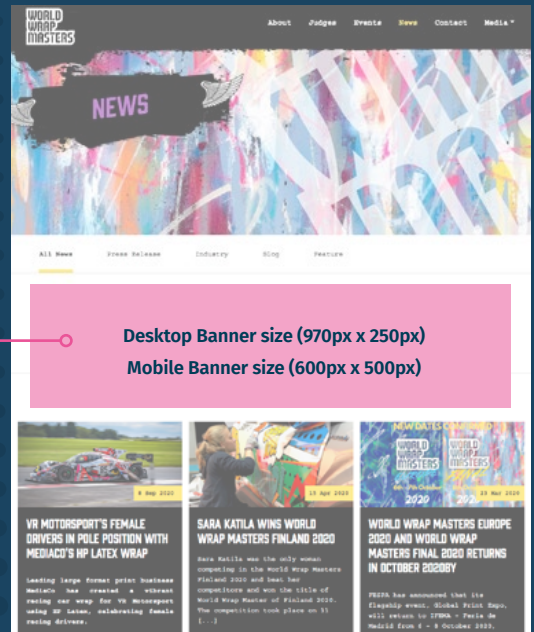 WORLD
WRAP
MASTERS
About Judges Events News Contact Media
NEWS
All News Press Release Industry Blog Feature
Desktop Banner size (970px x 250px)
Mobile Banner size (600px x 500px)
8 Sep 2020
15 Apr 2020
20 Mar 2020
NEW DATES CONFIRMED
WORLD
WRAP
MASTERS
WORLD
WRAP
MASTERS
2020
VR MOTORSPORT'S FEMALE
DRIVERS IN POLE POSITION WITH
MEDIACO'S HP LATEX WRAP
Leading large format print business
MediaCo has created a vibrant
racing car wrap for VR Motorsport
using HP Latex, celebrating female
racing drivers.
SARA KATILA WINS WORLD
WRAP MASTERS FINLAND 2020
Sara Katila was the only woman
competing in the World Wrap Masters
Finland 2020 and beat her
competitors and won the title of
World Wrap Master of Finland 2020.
The competition took place on 11
[...]
WORLD WRAP MASTERS EUROPE
2020 AND WORLD WRAP
MASTERS FINAL 2020 RETURNS
IN OCTOBER 2020BY
FESPA has announced that its
flagship event, Global Print Expo,
will return to IFEMA – Feria de
Madrid from 6 – 8 October 2020,